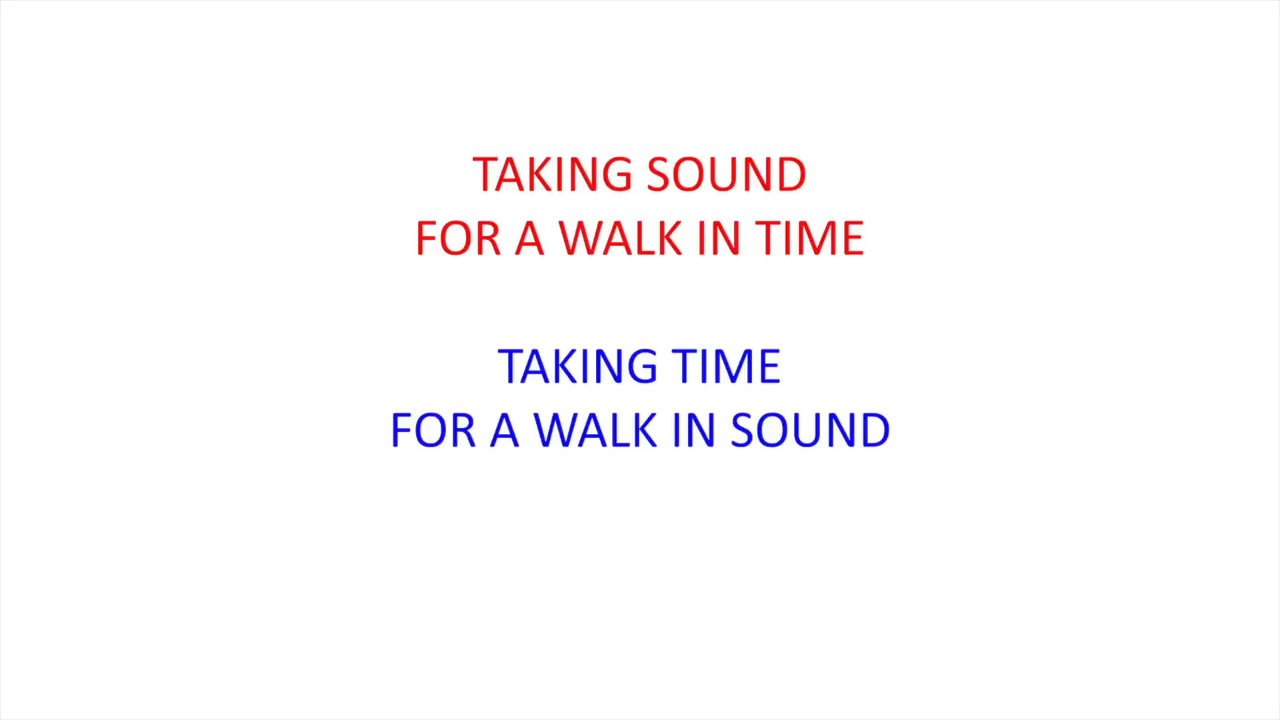 TAKING SOUND
FOR A WALK IN TIME
TAKING TIME
FOR A WALK IN SOUND